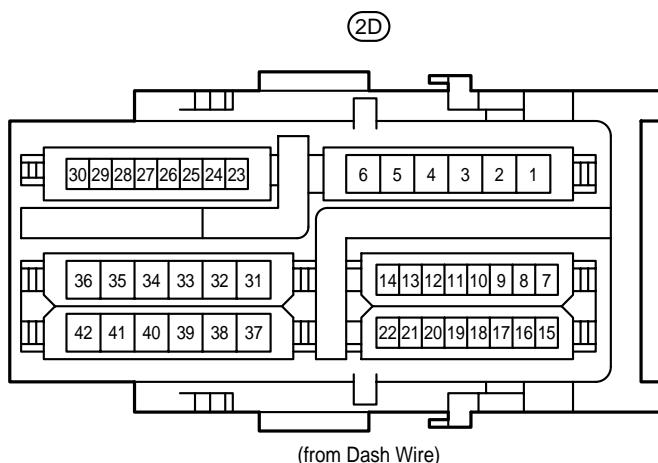 2D
30 29 28 27 26 25 24 23
6 5 4 3 2 1
36 35 34 33 32 31
14 13 12 11 10 9 8 7
42 41 40 39 38 37
22 21 20 19 18 17 16 15
(from Dash Wire)